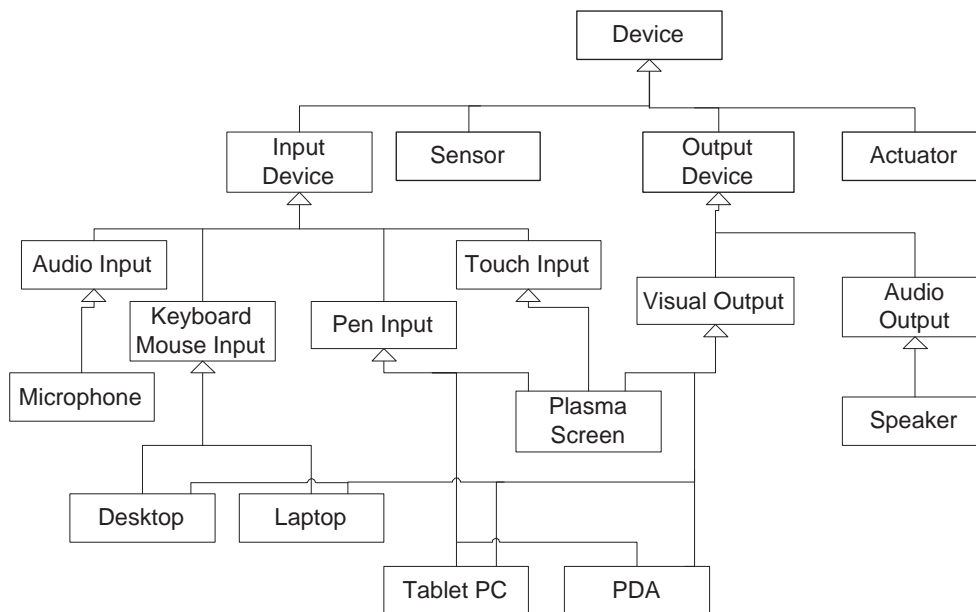 Device
Input
Device
Sensor
Output
Device
Actuator
Audio Input
Touch Input
Keyboard
Mouse Input
Pen Input
Visual Output
Audio
Output
Microphone
Plasma
Screen
Speaker
Desktop
Laptop
Tablet PC
PDA